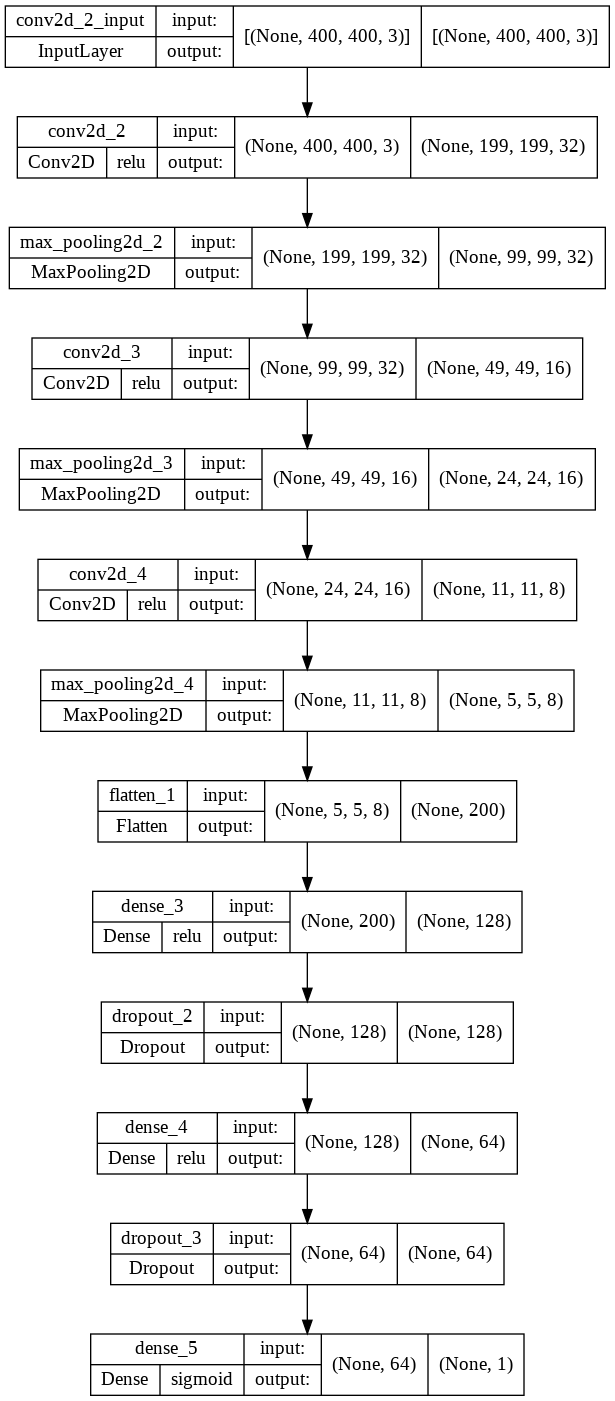 conv2d_2_input input: [(None, 400, 400, 3)] [(None, 400, 400, 3)]
InputLayer output:
conv2d_2 input: (None, 400, 400, 3) (None, 199, 199, 32)
Conv2D relu output:
max_pooling2d_2 input: (None, 199, 199, 32) (None, 99, 99, 32)
MaxPooling2D output:
conv2d_3 input: (None, 99, 99, 32) (None, 49, 49, 16)
Conv2D relu output:
max_pooling2d_3 input: (None, 49, 49, 16) (None, 24, 24, 16)
MaxPooling2D output:
conv2d_4 input: (None, 24, 24, 16) (None, 11, 11, 8)
Conv2D relu output:
max_pooling2d_4 input: (None, 11, 11, 8) (None, 5, 5, 8)
MaxPooling2D output:
flatten_1 input: (None, 5, 5, 8) (None, 200)
Flatten output:
dense_3 input: (None, 200) (None, 128)
Dense relu output:
dropout_2 input: (None, 128) (None, 128)
Dropout output:
dense_4 input: (None, 128) (None, 64)
Dense relu output:
dropout_3 input: (None, 64) (None, 64)
Dropout output:
dense_5 input: (None, 64) (None, 1)
Dense sigmoid output: